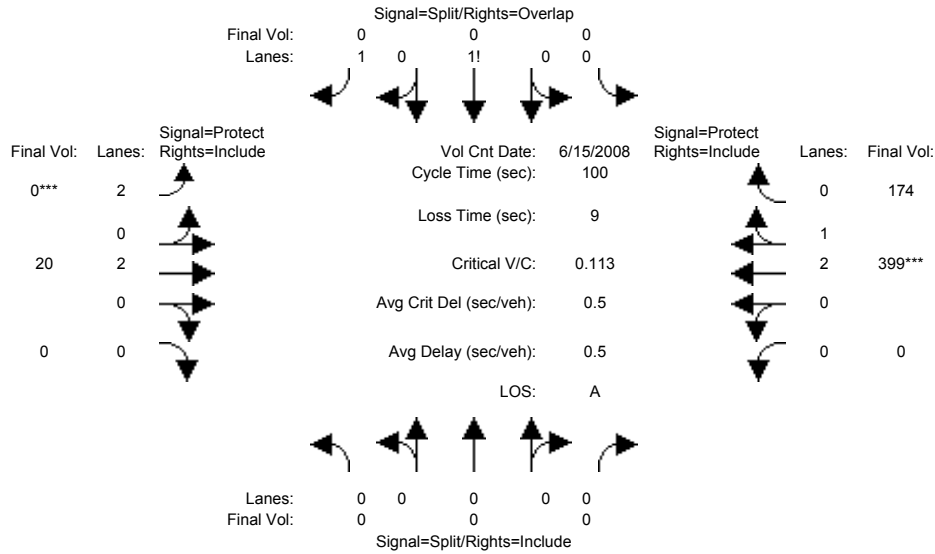 Signal=Split/Rights=Overlap
Final Vol: 0 0 0
Lanes: 1 0 1! 0 0
Signal=Protect Signal=Protect
Final Vol: Lanes: Rights=Include Vol Cnt Date: 6/15/2008 Rights=Include Lanes: Final Vol:
Cycle Time (sec): 100
0*** 2 0 174
Loss Time (sec): 9
0 1
20 2 Critical V/C: 0.113 2 399***
0 Avg Crit Del (sec/veh): 0.5 0
0 0 Avg Delay (sec/veh): 0.5 0 0
LOS: A
Lanes: 0 0 0 0 0
Final Vol: 0 0 0
Signal=Split/Rights=Include